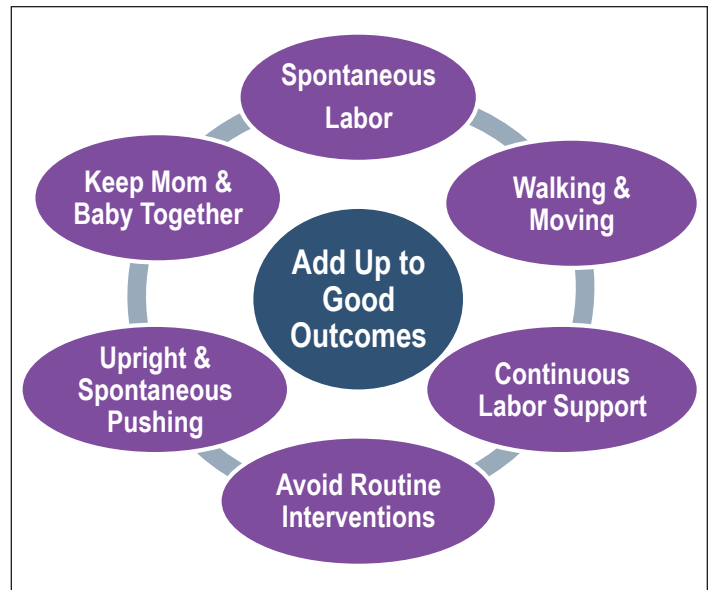 Spontaneous
Labor
Walking &
Moving
Continuous
Labor Support
Avoid Routine
Interventions
Upright &
Spontaneous
Pushing
Keep Mom &
Baby Together
Add Up to
Good
Outcomes